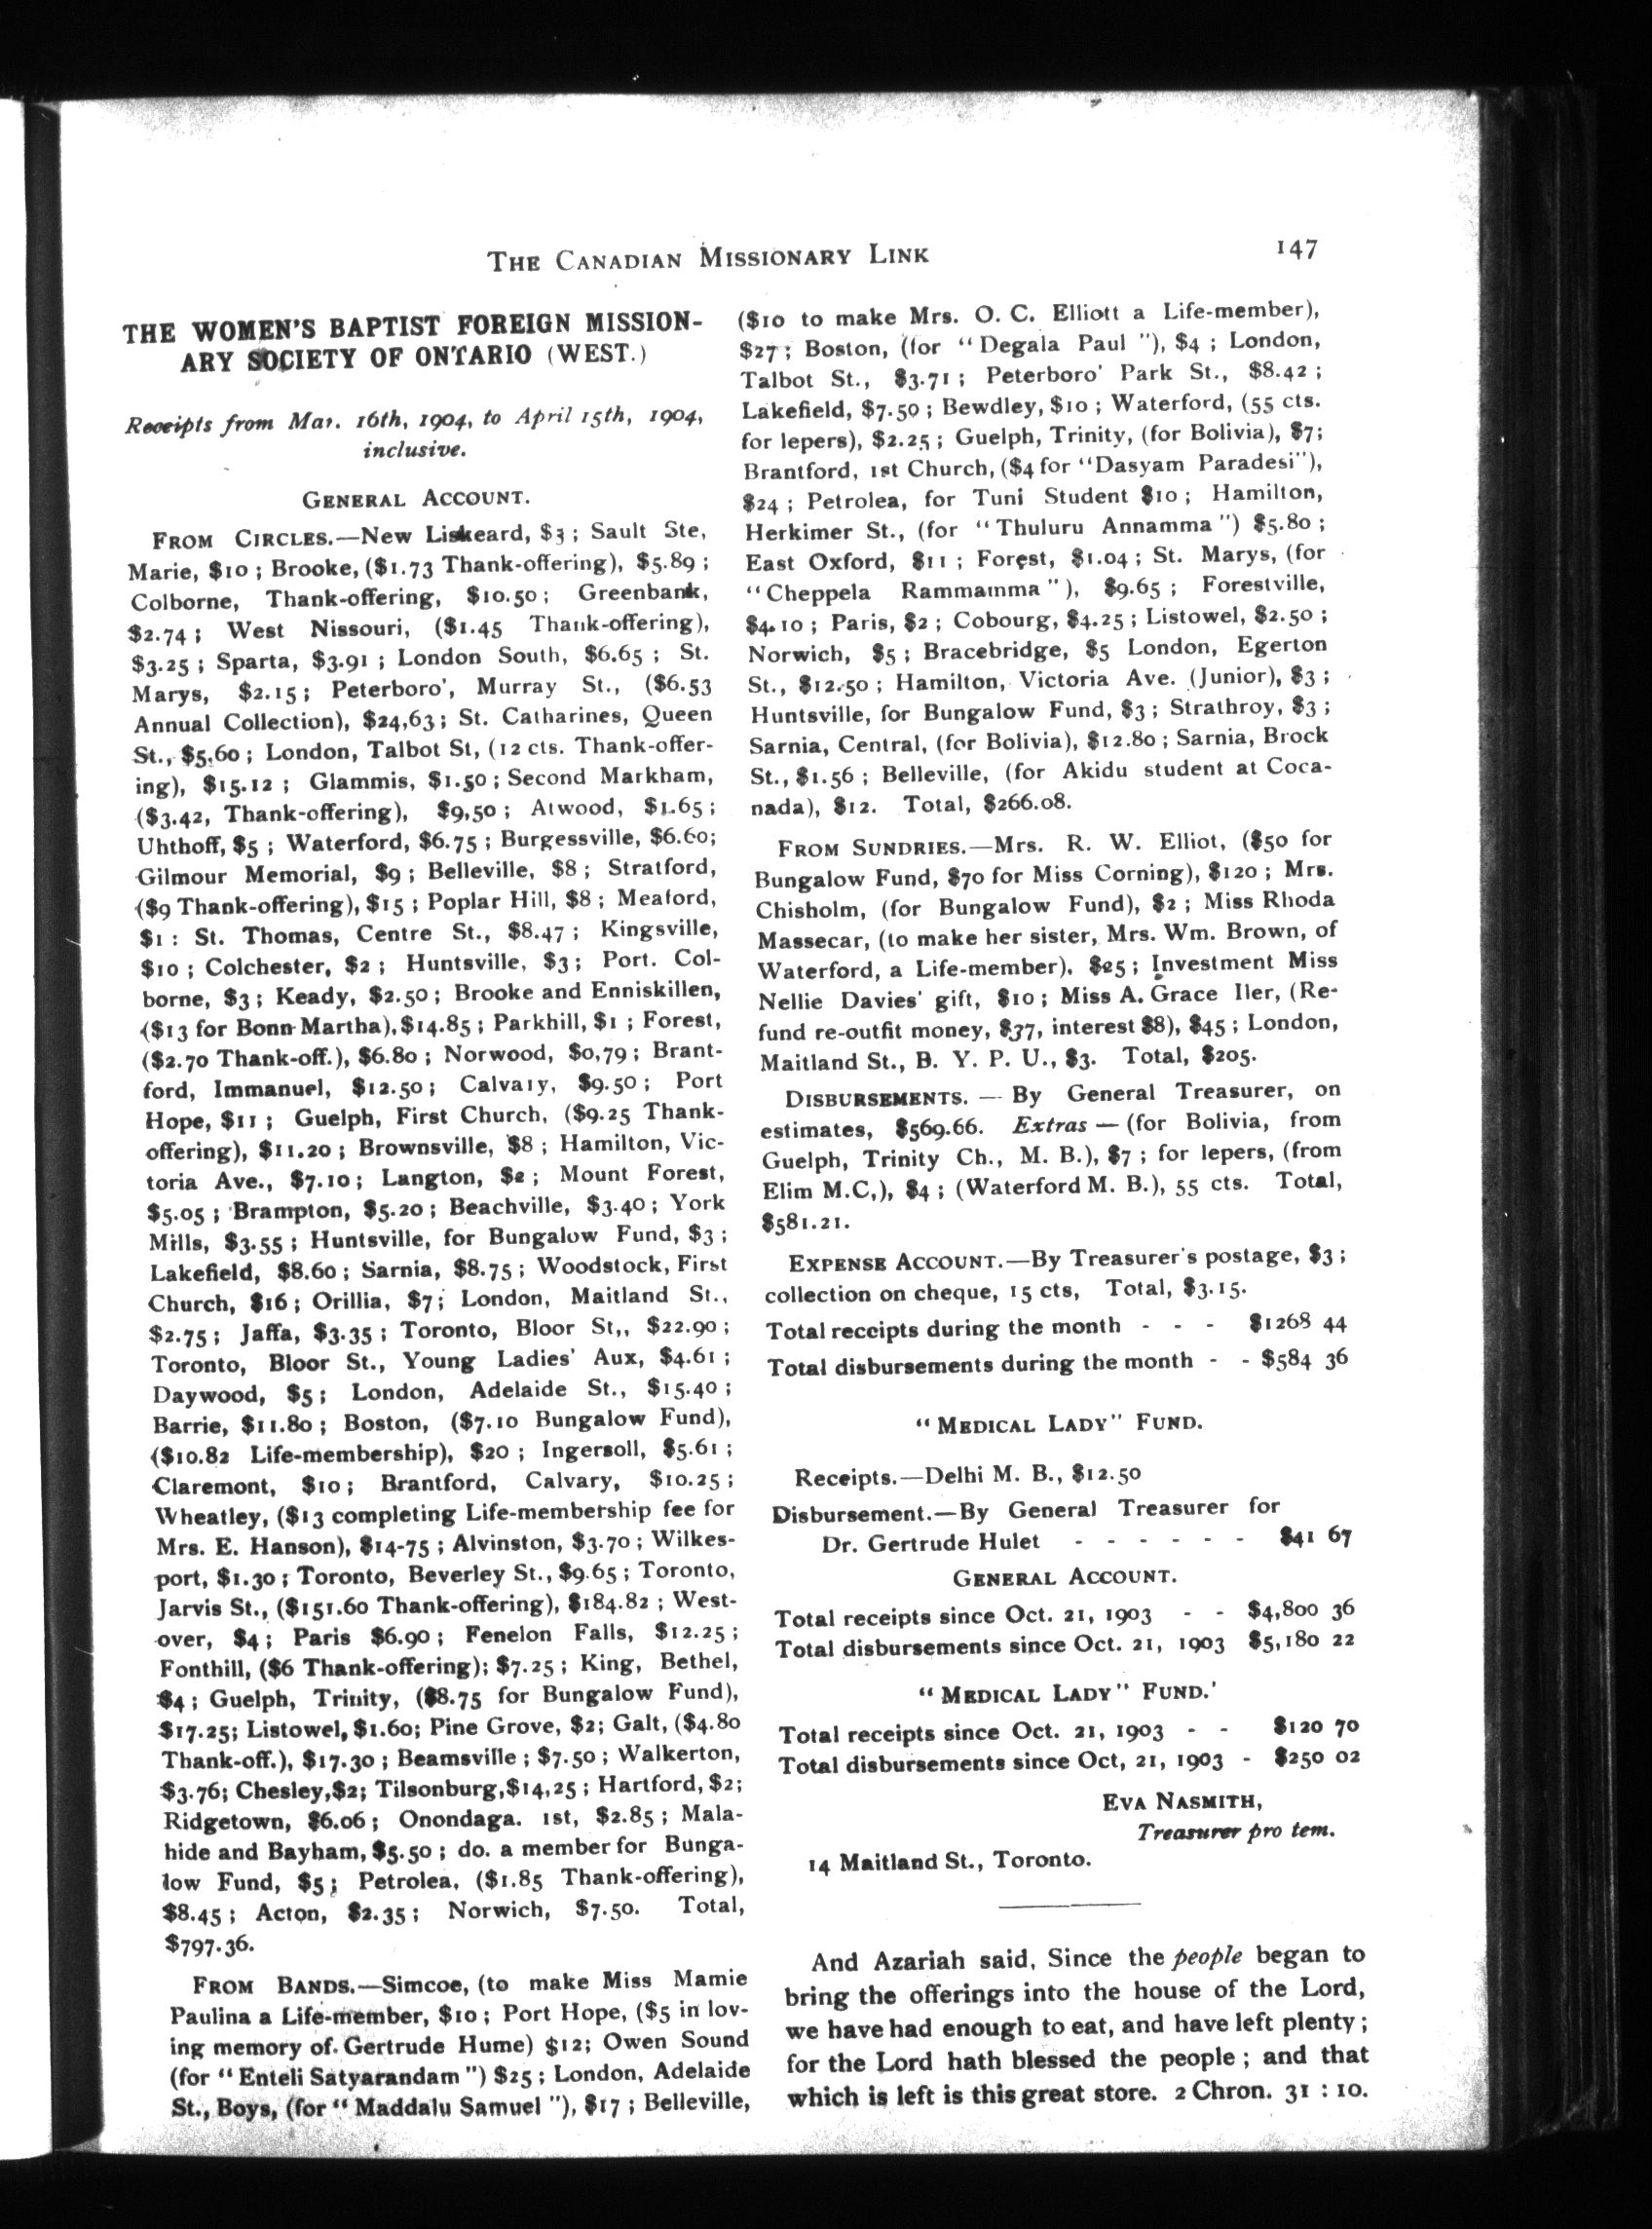 THE CANADIAN MISSIONARY LINK
147
THE WOMEN'S BAPTIST FOREIGN MISSION-
ARY SOCIETY OF ONTARIO (WEST.)
Receipts from Mar. 16th, 1904, to April 15th, 1904,
inclusive.
GENERAL ACCOUNT.
FROM CIRCLES.—New Liskeard, $3; Sault Ste,
Marie, $10; Brooke, ($1.73 Thank-offering), $5.89;
Colborne, Thank-offering, $10.50; Greenbank,
$2.74; West Nissouri, ($1.45 Thank-offering),
$3.25; Sparta, $3.91; London South, $6.65; St.
Marys, $2.15; Peterboro', Murray St., ($6.53
Annual Collection), $24,63; St. Catharines, Queen
St., $5.60; London, Talbot St, (12 cts. Thank-offer-
ing), $15.12; Glammis, $1.50; Second Markham,
($3.42, Thank-offering), $9,50; Atwood, $1.65;
Uhthoff, $5; Waterford, $6.75; Burgessville, $6.60;
Gilmour Memorial, $9; Belleville, $8; Stratford,
($9 Thank-offering), $15; Poplar Hill, $8; Meaford,
$1: St. Thomas, Centre St., $8.47; Kingsville,
$10; Colchester, $2; Huntsville, $3; Port. Col-
borne, $3; Keady, $2.50; Brooke and Enniskillen,
($13 for Bonn Martha), $14.85; Parkhill, $1; Forest,
($2.70 Thank-off.), $6.80; Norwood, $0,79; Brant-
ford, Immanuel, $12.50; Calvary, $9.50; Port
Hope, $11; Guelph, First Church, ($9.25 Thank-
offering), $11.20; Brownsville, $8; Hamilton, Vic-
toria Ave., $7.10; Langton, $2; Mount Forest,
$5.05; Brampton, $5.20; Beachville, $3.40; York
Mills, $3.55; Huntsville, for Bungalow Fund, $3;
Lakefield, $8.60; Sarnia, $8.75; Woodstock, First
Church, $16; Orillia, $7; London, Maitland St.,
$2.75; Jaffa, $3.35; Toronto, Bloor St,, $22.90;
Toronto, Bloor St., Young Ladies' Aux, $4.61;
Daywood, $5; London, Adelaide St., $15.40;
Barrie, $11.80; Boston, ($7.10 Bungalow Fund),
($10.82 Life-membership), $20; Ingersoll, $5.61;
Claremont, $10; Brantford, Calvary, $10.25;
Wheatley, ($13 completing Life-membership fee for
Mrs. E. Hanson), $14-75; Alvinston, $3.70; Wilkes-
port, $1.30; Toronto, Beverley St., $9.65; Toronto,
Jarvis St., ($151.60 Thank-offering), $184.82; West-
over, $4; Paris $6.90; Fenelon Falls, $12.25;
Fonthill, ($6 Thank-offering); $7.25; King, Bethel,
$4; Guelph, Trinity, ($8.75 for Bungalow Fund),
$17.25; Listowel, $1.60; Pine Grove, $2; Galt, ($4.80
Thank-off.), $17.30; Beamsville; $7.50; Walkerton,
$3.76; Chesley, $2; Tilsonburg, $14,25; Hartford, $2;
Ridgetown, $6.06; Onondaga. 1st, $2.85; Mala-
hide and Bayham, $5.50; do. a member for Bunga-
low Fund, $5; Petrolea, ($1.85 Thank-offering),
$8.45; Acton, $2.35; Norwich, $7.50. Total,
$797.36.
FROM BANDS.—Simcoe, (to make Miss Mamie
Paulina a Life-member, $10; Port Hope, ($5 in lov-
ing memory of Gertrude Hume) $12; Owen Sound
(for "Enteli Satyarandam") $25; London, Adelaide
St., Boys, (for "Maddalu Samuel"), $17; Belleville,
($10 to make Mrs. O. C. Elliott a Life-member),
$27; Boston, (for "Degala Paul"), $4; London,
Talbot St., $3.71; Peterboro' Park St., $8.42;
Lakefield, $7.50; Bewdley, $10; Waterford, (55 cts.
for lepers), $2.25; Guelph, Trinity, (for Bolivia), $7;
Brantford, 1st Church, ($4 for "Dasyam Paradesi"),
$24; Petrolea, for Tuni Student $10; Hamilton,
Herkimer St., (for "Thuluru Annamma") $5.80;
East Oxford, $11; Forest, $1.04; St. Marys, (for
"Cheppela Rammamma"), $9.65; Forestville,
$4.10; Paris, $2; Cobourg, $4.25; Listowel, $2.50;
Norwich, $5; Bracebridge, $5 London, Egerton
St., $12.50; Hamilton, Victoria Ave. (Junior), $3;
Huntsville, for Bungalow Fund, $3; Strathroy, $3;
Sarnia, Central, (for Bolivia), $12.80; Sarnia, Brock
St., $1.56; Belleville, (for Akidu student at Coca-
nada), $12. Total, $266.08.
FROM SUNDRIES.—Mrs. R. W. Elliot, ($50 for
Bungalow Fund, $70 for Miss Corning), $120; Mrs.
Chisholm, (for Bungalow Fund), $2; Miss Rhoda
Massecar, (to make her sister, Mrs. Wm. Brown, of
Waterford, a Life-member). $25; Investment Miss
Nellie Davies' gift, $10; Miss A. Grace Iler, (Re-
fund re-outfit money, $37, interest $8), $45; London,
Maitland St., B. Y. P. U., $3. Total, $205.
DISBURSEMENTS. — By General Treasurer, on
estimates, $569.66. Extras — (for Bolivia, from
Guelph, Trinity Ch., M. B.), $7; for lepers, (from
Elim M.C,), $4; (Waterford M. B.), 55 cts. Total,
$581.21.
EXPENSE ACCOUNT.—By Treasurer's postage, $3;
collection on cheque, 15 cts, Total, $3.15.
Total receipts during the month - - - $1268 44
Total disbursements during the month - - $584 36
"MEDICAL LADY" FUND.
Receipts.—Delhi M. B., $12.50
Disbursement.—By General Treasurer for
Dr. Gertrude Hulet - - - - - - $41 67
GENERAL ACCOUNT.
Total receipts since Oct. 21, 1903 - - $4,800 36
Total disbursements since Oct. 21, 1903 $5,180 22
"MEDICAL LADY" FUND.'
Total receipts since Oct. 21, 1903 - - $120 70
Total disbursements since Oct, 21, 1903 - $250 02
EVA NASMITH,
Treasurer pro tem.
14 Maitland St., Toronto.
And Azariah said, Since the people began to
bring the offerings into the house of the Lord,
we have had enough to eat, and have left plenty;
for the Lord hath blessed the people; and that
which is left is this great store. 2 Chron. 31 : 10.